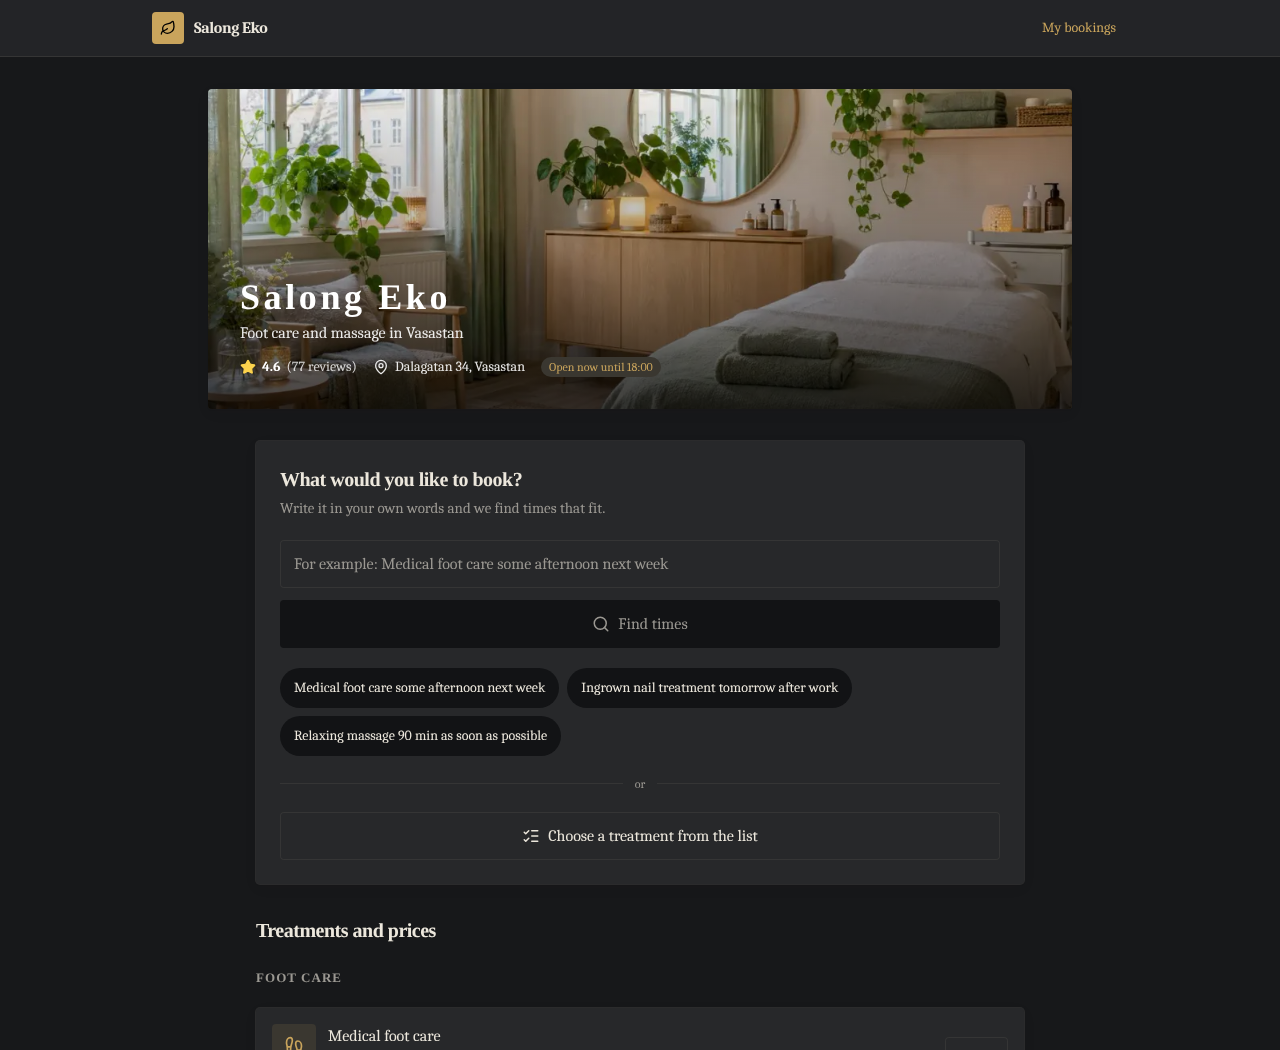 Salong Eko
My bookings
Salong Eko
Foot care and massage in Vasastan
4.6 (77 reviews) Dalagatan 34, Vasastan Open now until 18:00
What would you like to book?
Write it in your own words and we find times that fit.
For example: Medical foot care some afternoon next week
Find times
Medical foot care some afternoon next week
Ingrown nail treatment tomorrow after work
Relaxing massage 90 min as soon as possible
or
Choose a treatment from the list
Treatments and prices
FOOT CARE
Medical foot care